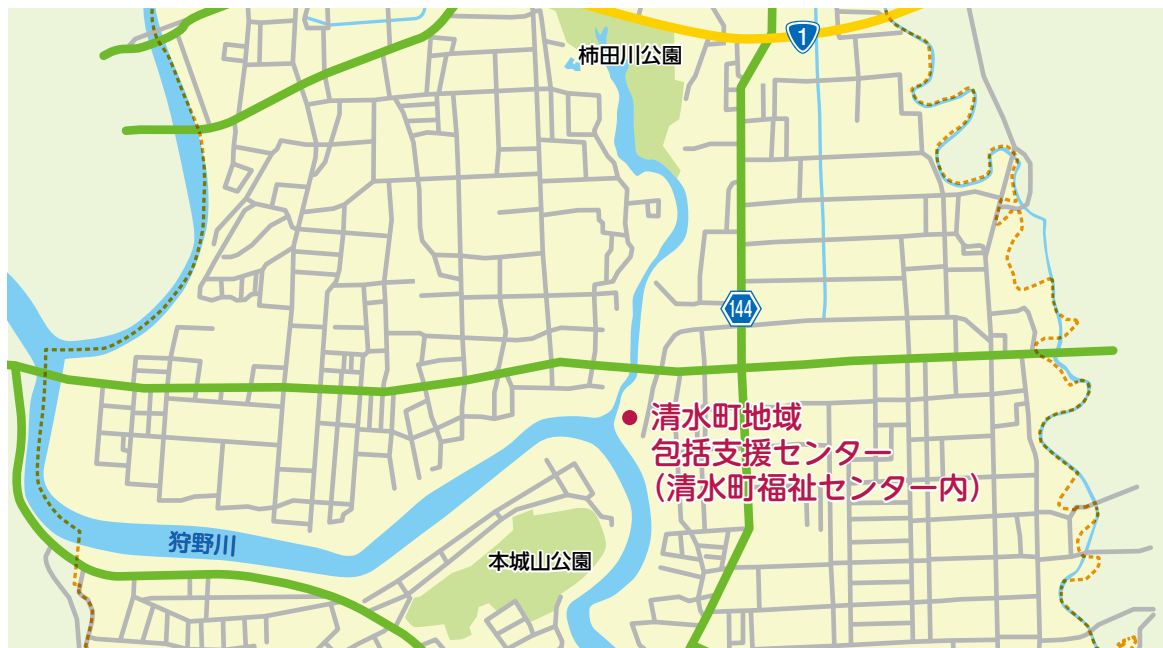 1
柿田川公園
144
清水町地域
包括支援センター
（清水町福祉センター内）
狩野川
本城山公園